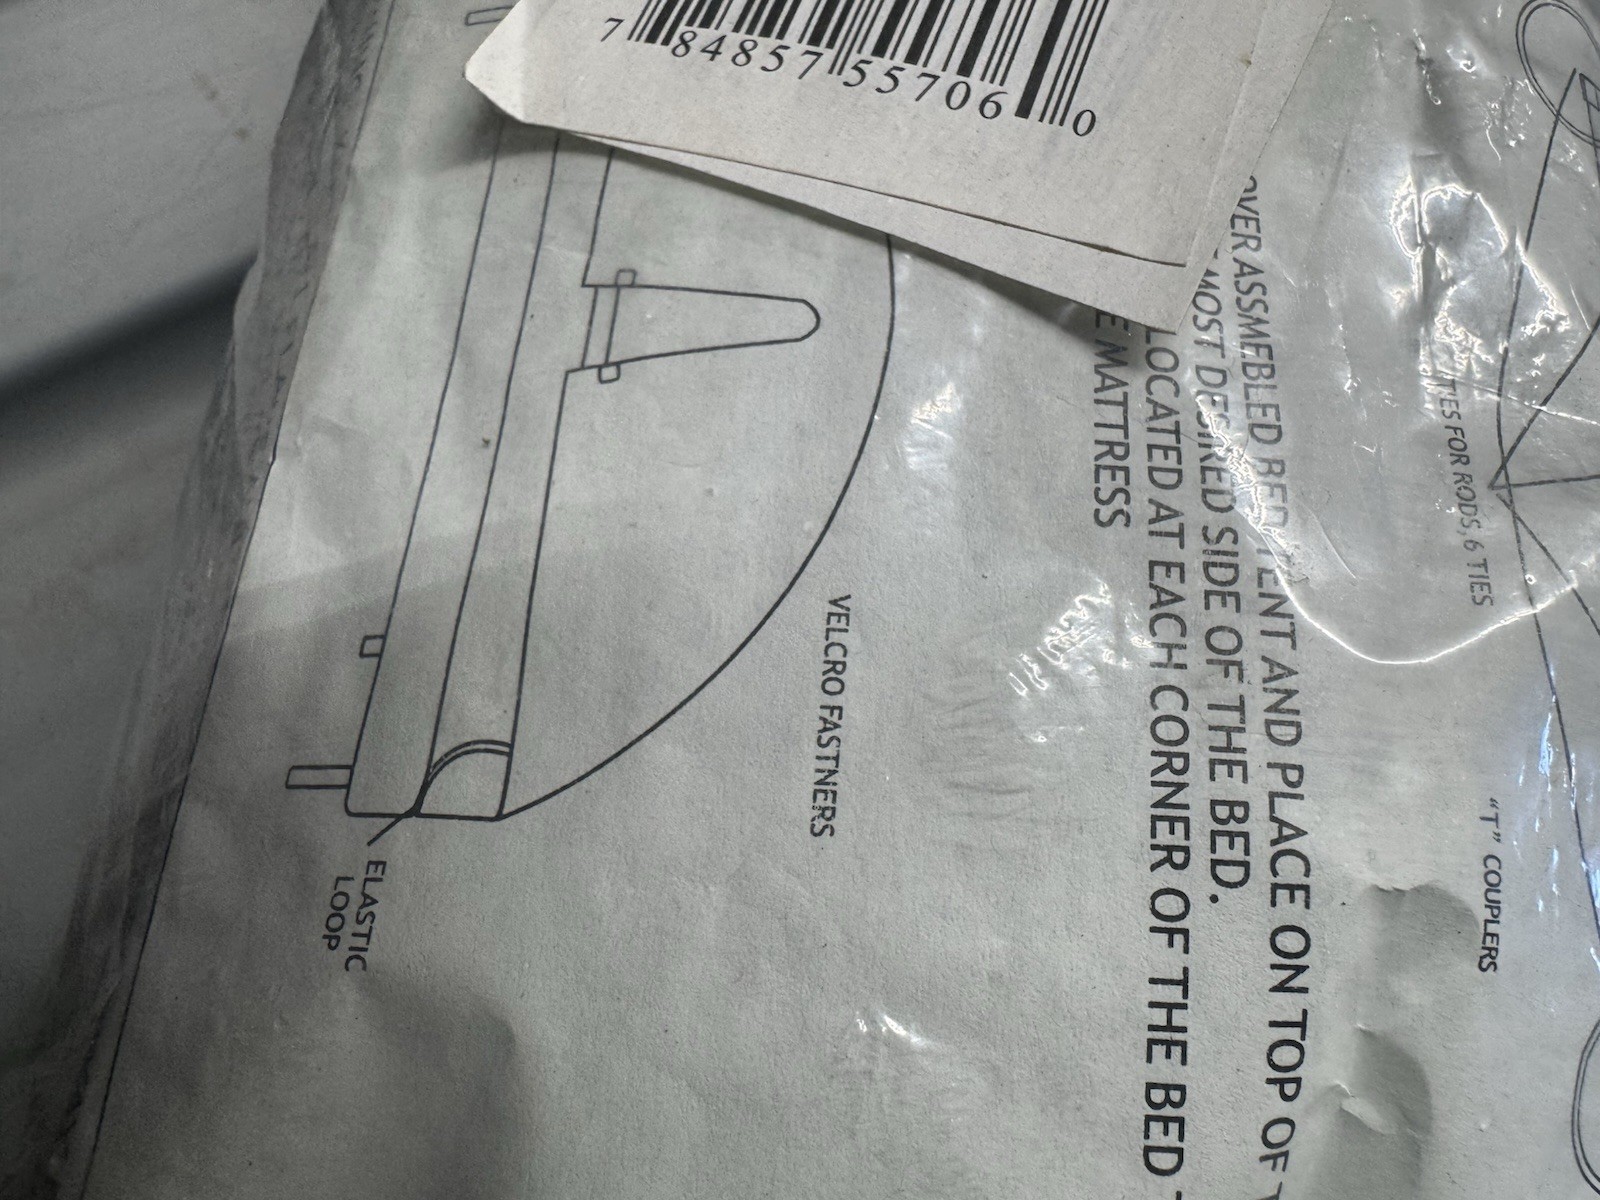 7 84857 55706 0
OVER ASSMEBLED BED TENT AND PLACE ON TOP OF
MOST DESIRED SIDE OF THE BED.
LOCATED AT EACH CORNER OF THE BED
MATTRESS
TIES FOR RODS, 6 TIES
"T" COUPLERS
VELCRO FASTNERS
ELASTIC
LOOP